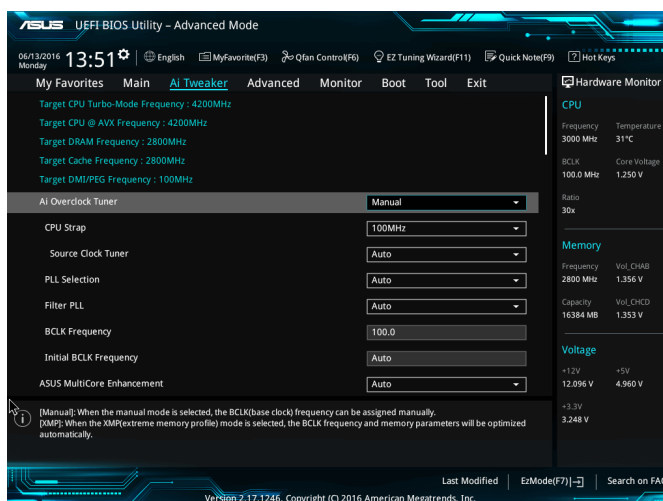 ASUS UEFI BIOS Utility – Advanced Mode
06/13/2016 Monday 13:51 English MyFavorite(F3) Qfan Control(F6) EZ Tuning Wizard(F11) Quick Note(F9) ? Hot Keys
My Favorites Main Ai Tweaker Advanced Monitor Boot Tool Exit
Hardware Monitor
Target CPU Turbo-Mode Frequency : 4200MHz
Target CPU @ AVX Frequency : 4200MHz
Target DRAM Frequency : 2800MHz
Target Cache Frequency : 2800MHz
Target DMI/PEG Frequency : 100MHz
Ai Overclock Tuner Manual
CPU Strap 100MHz
Source Clock Tuner Auto
PLL Selection Auto
Filter PLL Auto
BCLK Frequency 100.0
Initial BCLK Frequency Auto
ASUS MultiCore Enhancement Auto
CPU
Frequency Temperature
3000 MHz 31°C
BCLK Core Voltage
100.0 MHz 1.250 V
Ratio
30x
Memory
Frequency Vol_CHAB
2800 MHz 1.356 V
Capacity Vol_CHCD
16384 MB 1.353 V
Voltage
+12V +5V
12.096 V 4.960 V
+3.3V
3.248 V
[Manual]: When the manual mode is selected, the BCLK(base clock) frequency can be assigned manually.
[XMP]: When the XMP(extreme memory profile) mode is selected, the BCLK frequency and memory parameters will be optimized
automatically.
Last Modified EzMode(F7) Search on FA
Version 2.17.1246. Copyright (C) 2016 American Megatrends, Inc.